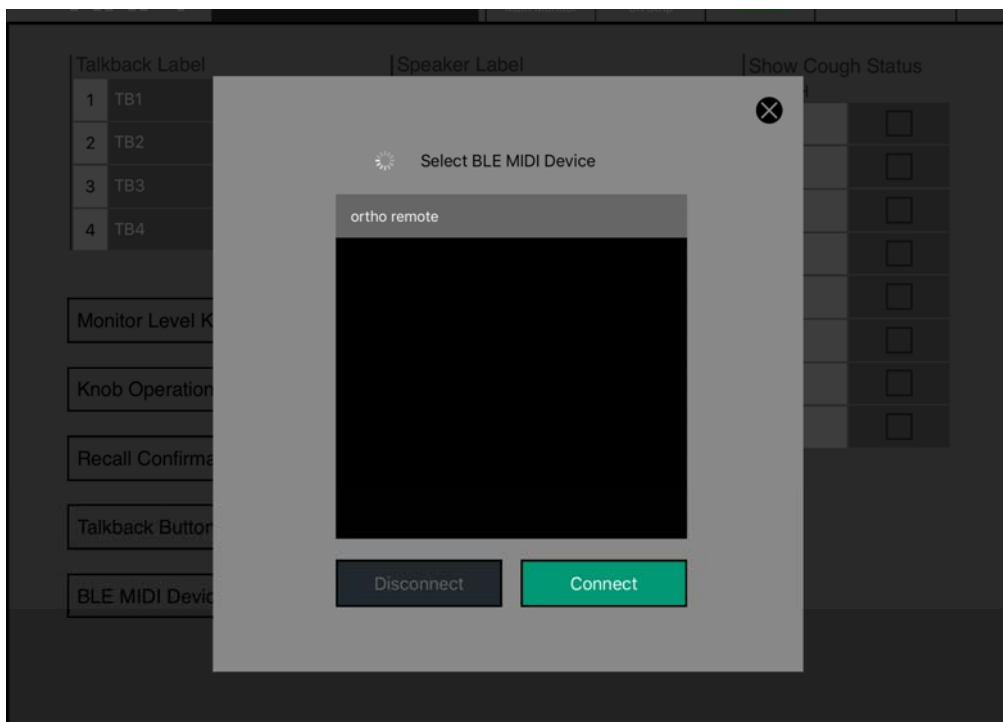 Talkback Label
Speaker Label
Show Cough Status
1 TB1
2 TB2
3 TB3
4 TB4
Select BLE MIDI Device
ortho remote
Disconnect
Connect
Monitor Level K
Knob Operation
Recall Confirma
Talkback Button
BLE MIDI Devic